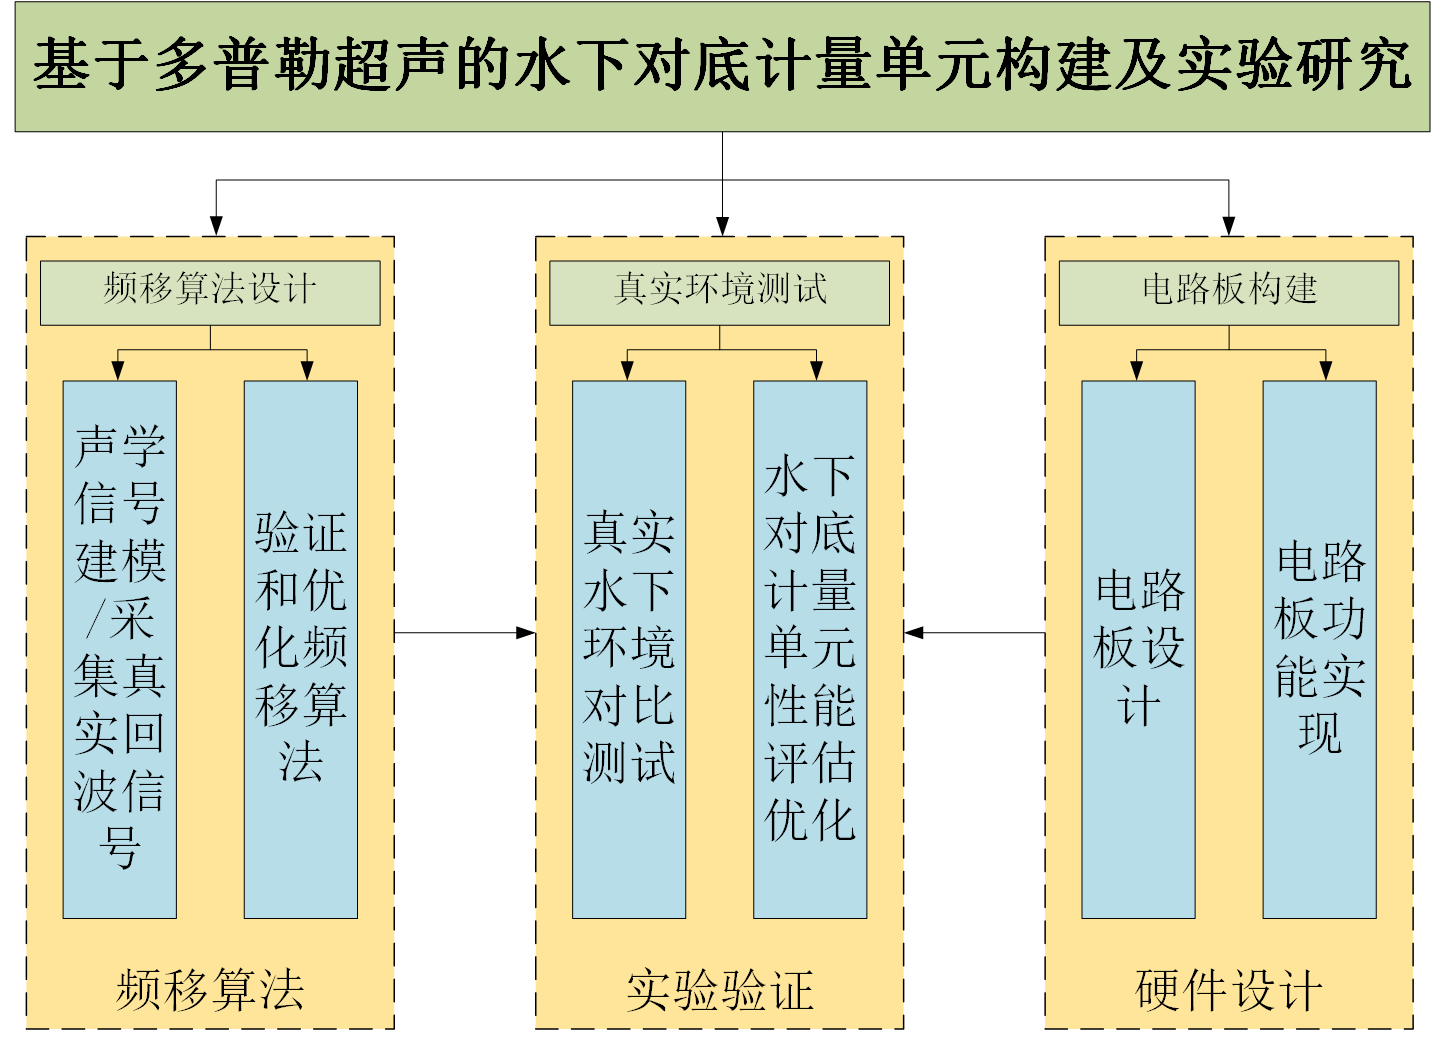 基于多普勒超声的水下对底计量单元构建及实验研究
频移算法设计
声学
信号
建模
/采
集真
实回
波信
号
验证
和优
化频
移算
法
频移算法
真实环境测试
真实
水下
环境
对比
测试
水下
对底
计量
单元
性能
评估
优化
实验验证
电路板构建
电路
板设
计
电路
板功
能实
现
硬件设计